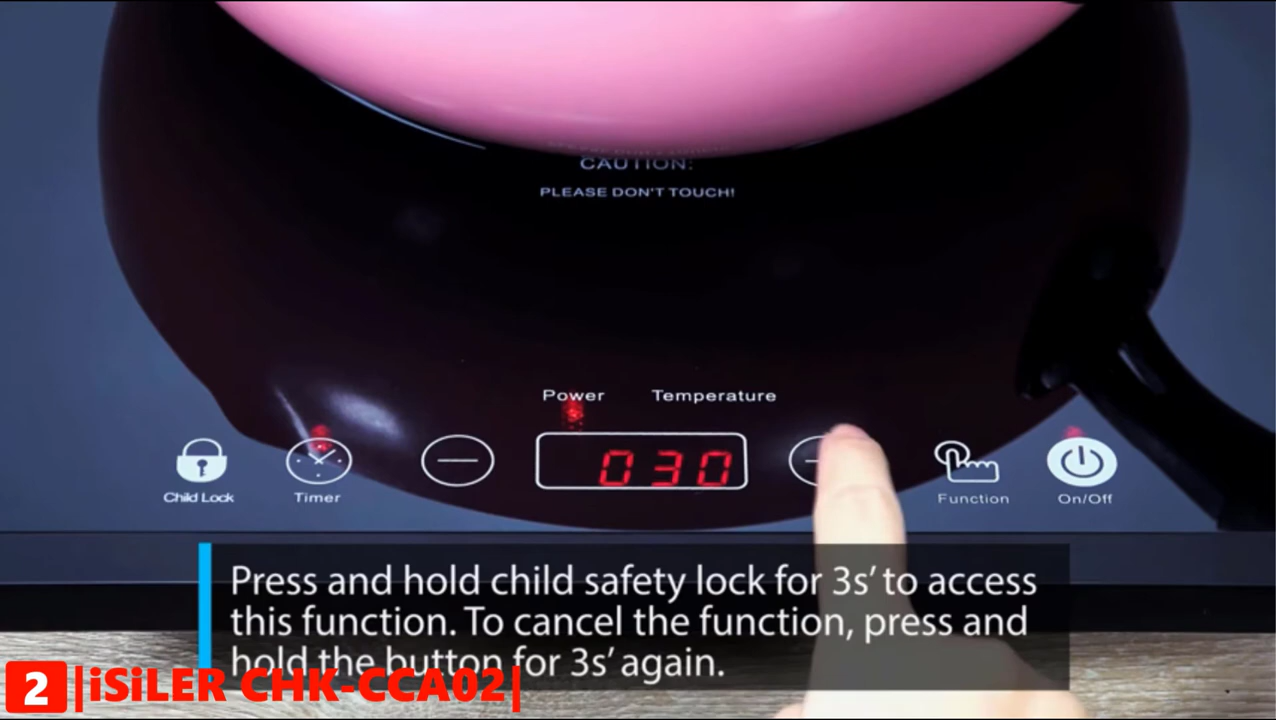 CAUTION:
PLEASE DON'T TOUCH!
Power Temperature
030
Child Lock Timer Function On/Off
Press and hold child safety lock for 3s' to access
this function. To cancel the function, press and
hold the button for 3s' again.
2 |iSiLER CHK-CCA02|